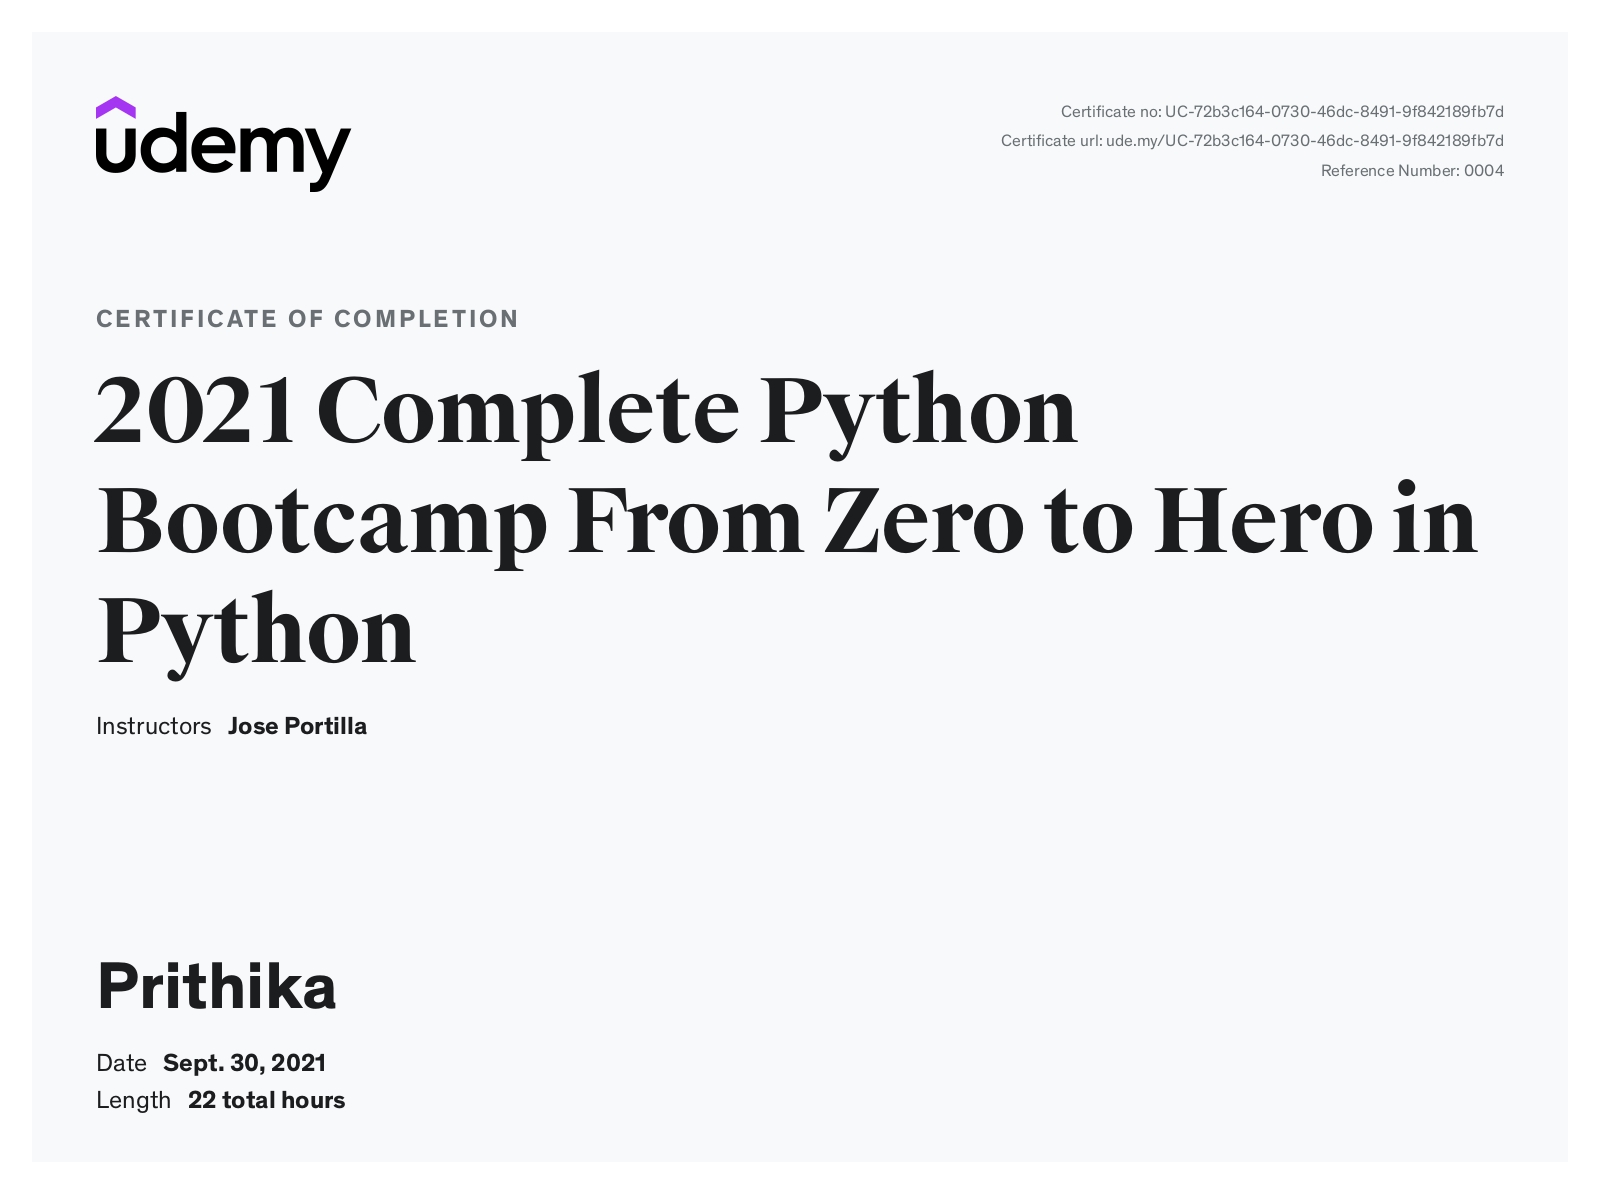 udemy
Certificate no: UC-72b3c164-0730-46dc-8491-9f842189fb7d
Certificate url: ude.my/UC-72b3c164-0730-46dc-8491-9f842189fb7d
Reference Number: 0004
CERTIFICATE OF COMPLETION
2021 Complete Python
Bootcamp From Zero to Hero in
Python
Instructors Jose Portilla
Prithika
Date Sept. 30, 2021
Length 22 total hours